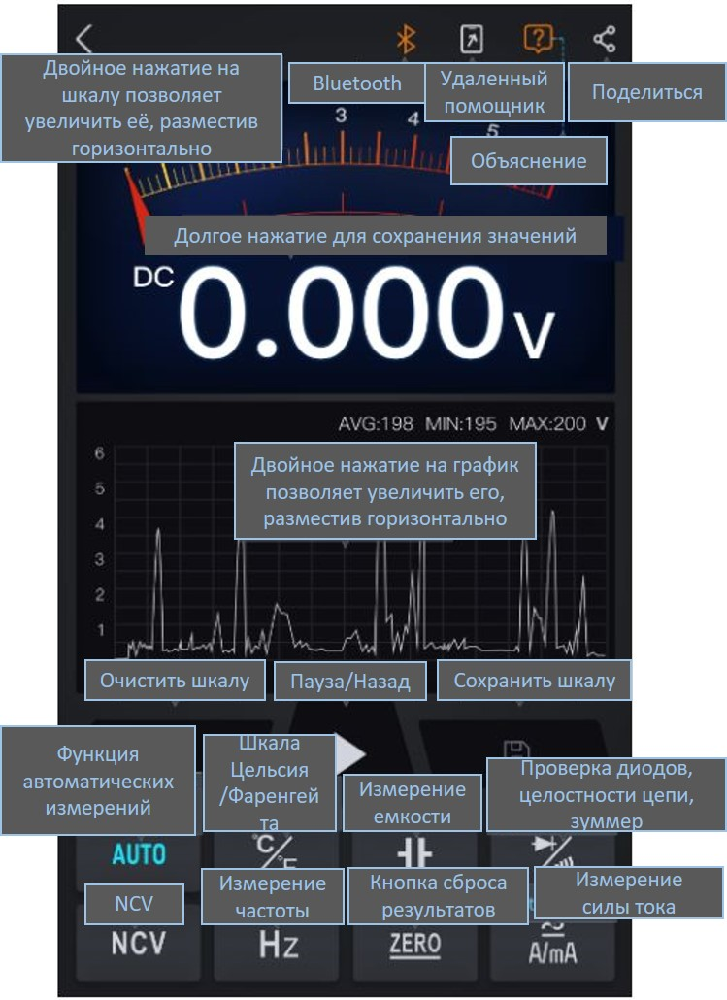 Двойное нажатие на
шкалу позволяет
увеличить её, разместив
горизонтально
Bluetooth
Удаленный
помощник
Поделиться
Объяснение
3
4
5
Долгое нажатие для сохранения значений
DC
0.000V
AVG:198 MIN:195 MAX:200 V
6
5
4
3
2
1
Двойное нажатие на график
позволяет увеличить его,
разместив горизонтально
Очистить шкалу
Пауза/Назад
Сохранить шкалу
Функция
автоматических
измерений
Шкала
Цельсия
/Фаренгей
та
Измерение
емкости
Проверка диодов,
целостности цепи,
зуммер
AUTO
°C/°F
NCV
Измерение
частоты
Кнопка сброса
результатов
Измерение
силы тока
NCV
Hz
ZERO
A/mA